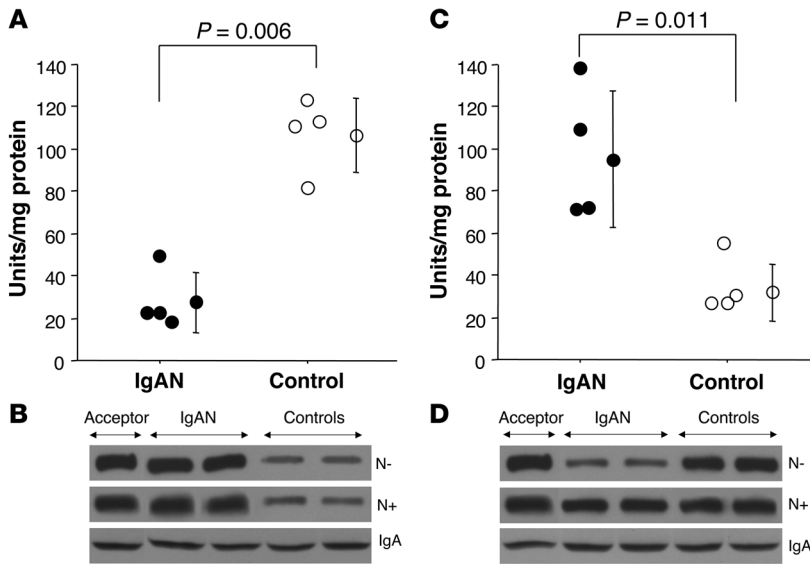 A
P = 0.006
Units/mg protein
140
120
100
80
60
40
20
0
IgAN
Control
B
Acceptor
IgAN
Controls
N-
N+
IgA
C
P = 0.011
Units/mg protein
140
120
100
80
60
40
20
0
IgAN
Control
D
Acceptor
IgAN
Controls
N-
N+
IgA